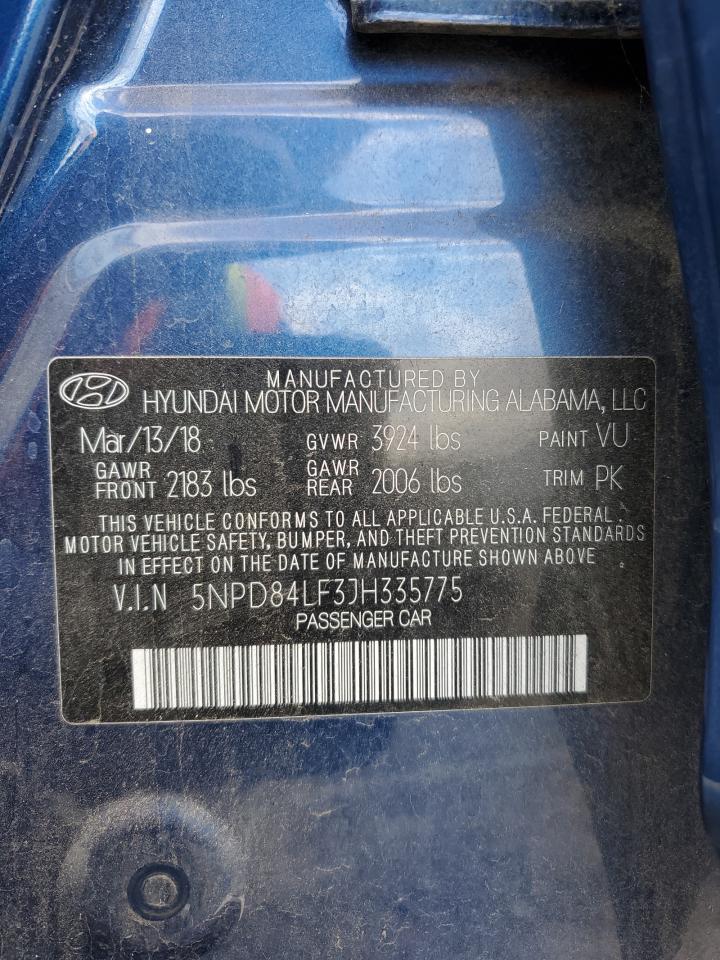 MANUFACTURED BY
HYUNDAI MOTOR MANUFACTURING ALABAMA, LLC
Mar/13/18 GVWR 3924 lbs PAINT VU
GAWR FRONT 2183 lbs GAWR REAR 2006 lbs TRIM PK
THIS VEHICLE CONFORMS TO ALL APPLICABLE U.S.A. FEDERAL
MOTOR VEHICLE SAFETY, BUMPER, AND THEFT PREVENTION STANDARDS
IN EFFECT ON THE DATE OF MANUFACTURE SHOWN ABOVE
V.I.N 5NPD84LF3JH335775
PASSENGER CAR